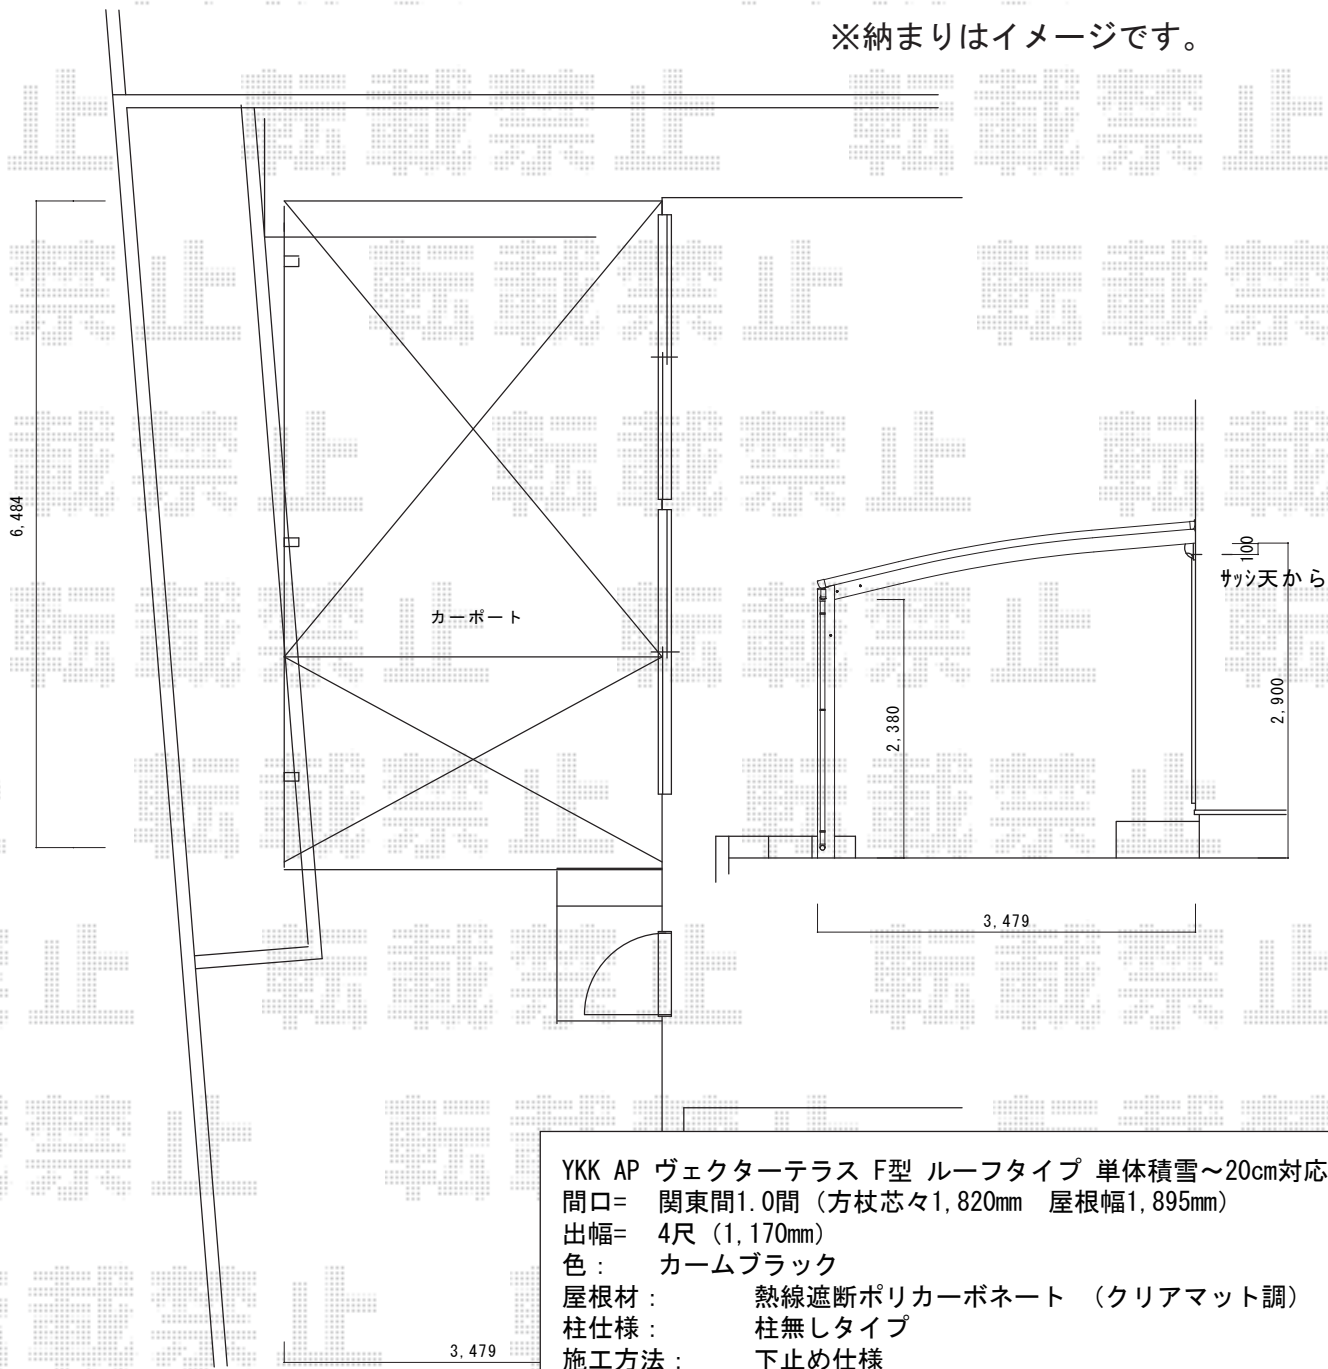 ※納まりはイメージです。
転載禁止
6,484
カーポート
3,479
100
サッシ天から
2,380
2,900
3,479
YKK AP ヴェクターテラス F型 ルーフタイプ 単体積雪～20cm対応
間口= 関東間1.0間（方杖芯々1,820mm 屋根幅1,895mm）
出幅= 4尺（1,170mm）
色： カームブラック
屋根材： 熱線遮断ポリカーボネート （クリアマット調）
柱仕様： 柱無しタイプ
施工方法： 下止め仕様